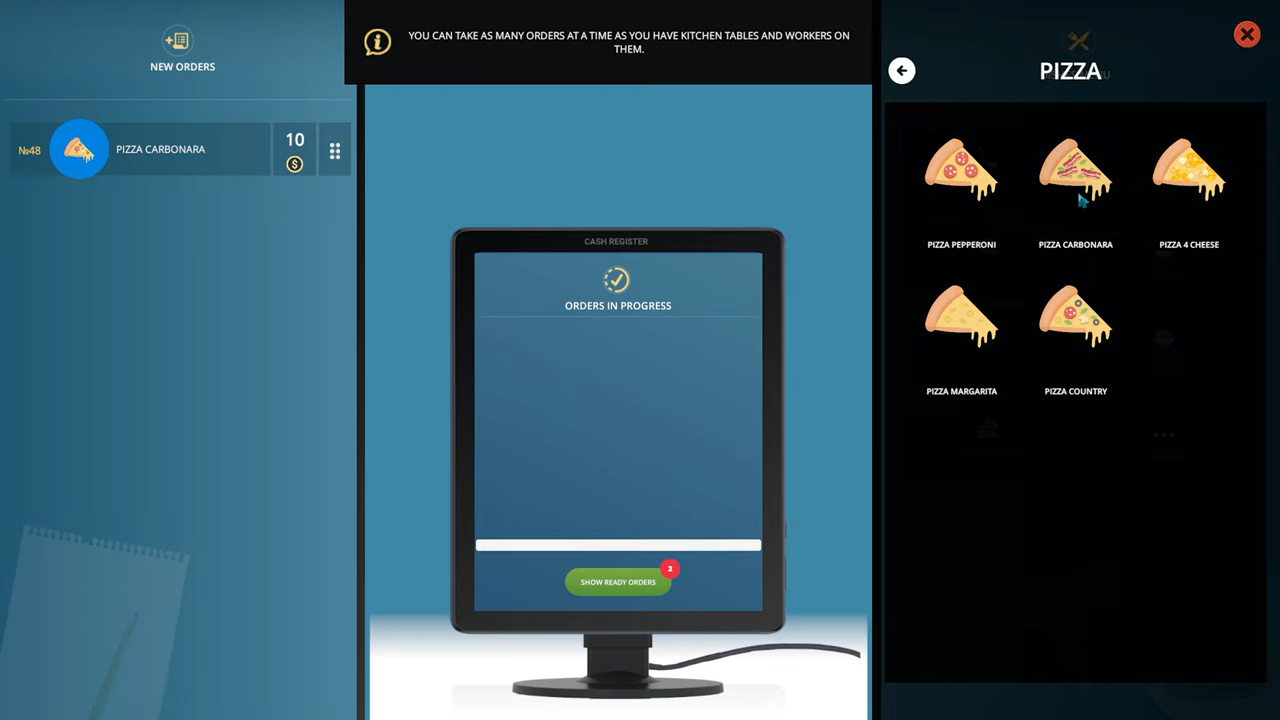 NEW ORDERS
№48
PIZZA CARBONARA
10
YOU CAN TAKE AS MANY ORDERS AT A TIME AS YOU HAVE KITCHEN TABLES AND WORKERS ON
THEM.
CASH REGISTER
ORDERS IN PROGRESS
SHOW READY ORDERS
2
PIZZA
PIZZA PEPPERONI
PIZZA CARBONARA
PIZZA 4 CHEESE
PIZZA MARGARITA
PIZZA COUNTRY